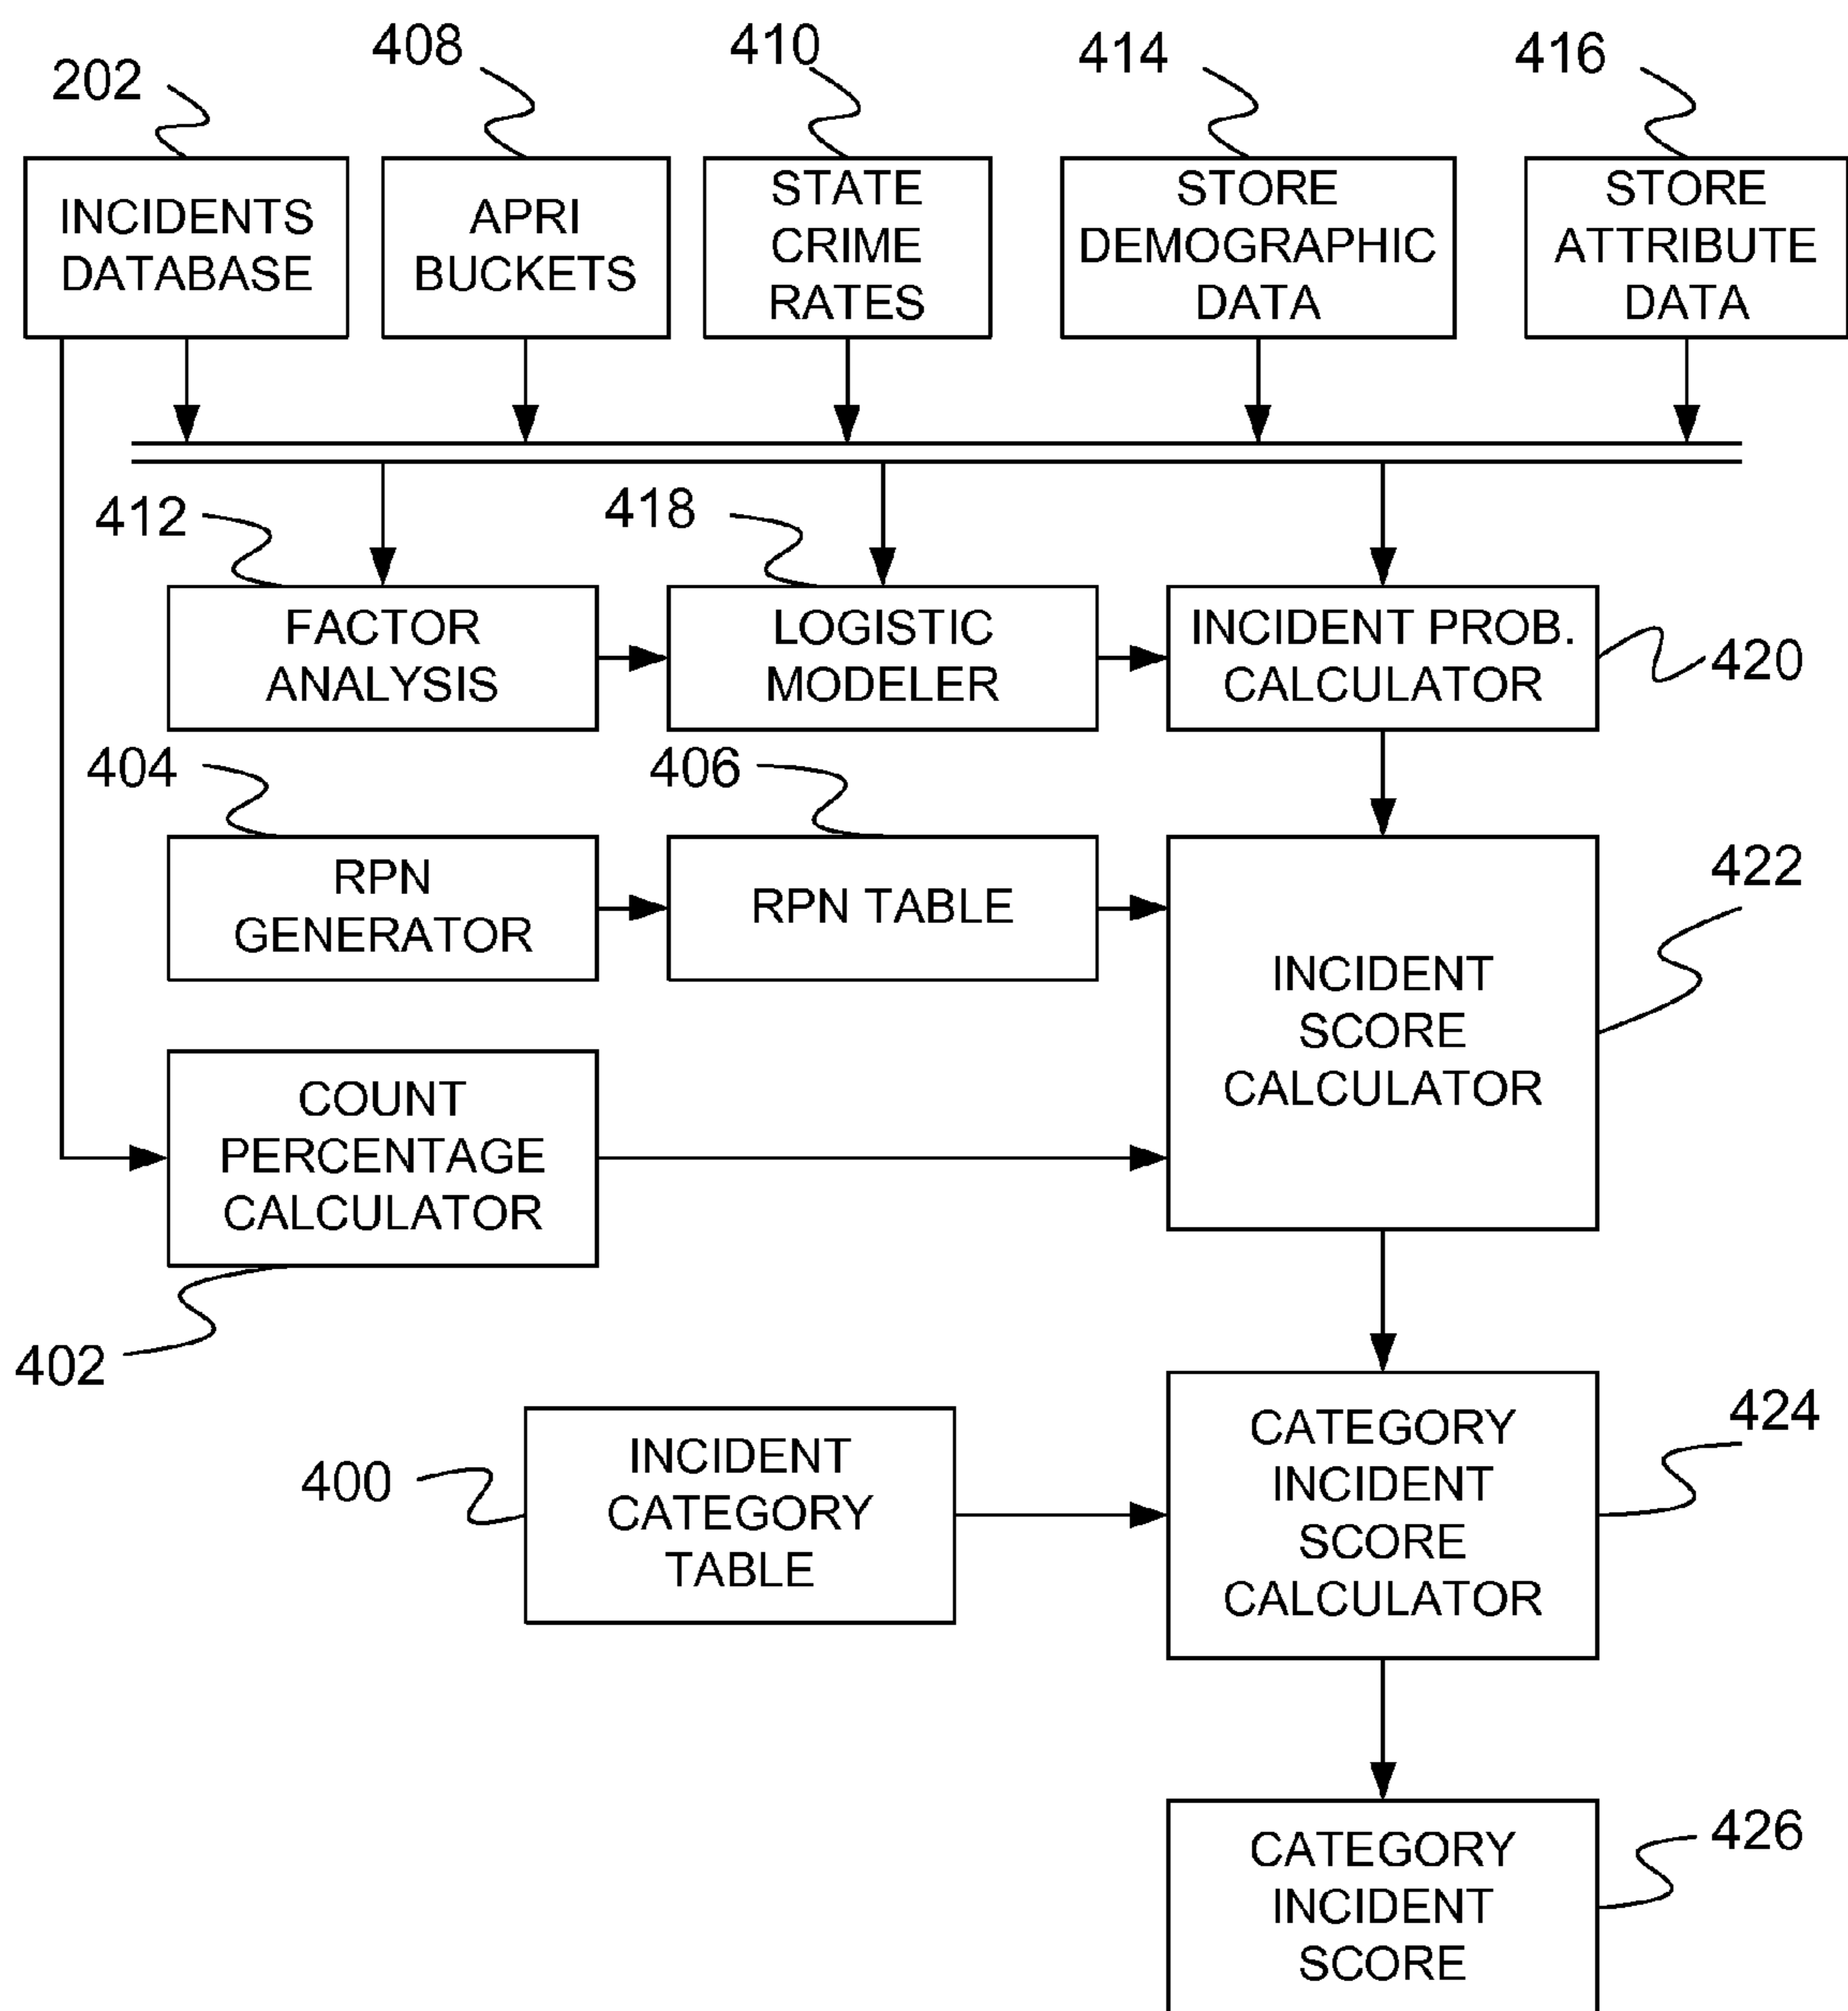 202
408
410
414
416
INCIDENTS
DATABASE
APRI
BUCKETS
STATE
CRIME
RATES
STORE
DEMOGRAPHIC
DATA
STORE
ATTRIBUTE
DATA
412
418
FACTOR
ANALYSIS
LOGISTIC
MODELER
INCIDENT PROB.
CALCULATOR
420
404
406
RPN
GENERATOR
RPN TABLE
INCIDENT
SCORE
CALCULATOR
422
COUNT
PERCENTAGE
CALCULATOR
402
400
INCIDENT
CATEGORY
TABLE
CATEGORY
INCIDENT
SCORE
CALCULATOR
424
CATEGORY
INCIDENT
SCORE
426